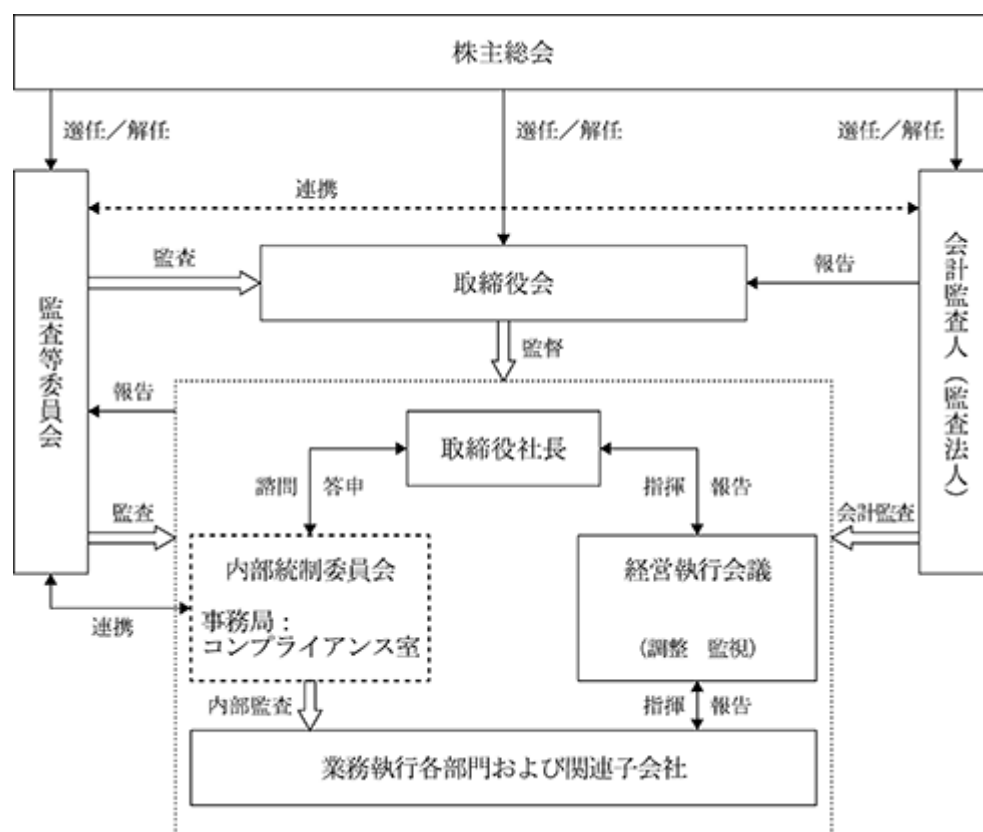 株主総会
選任／解任
選任／解任
選任／解任
連携
監査
取締役会
報告
会計監査人（監査法人）
監査等委員会
監督
報告
取締役社長
諮問 答申
指揮 報告
監査
会計監査
内部統制委員会
事務局：
コンプライアンス室
経営執行会議
（調整 監視）
連携
内部監査
指揮 報告
業務執行各部門および関連子会社